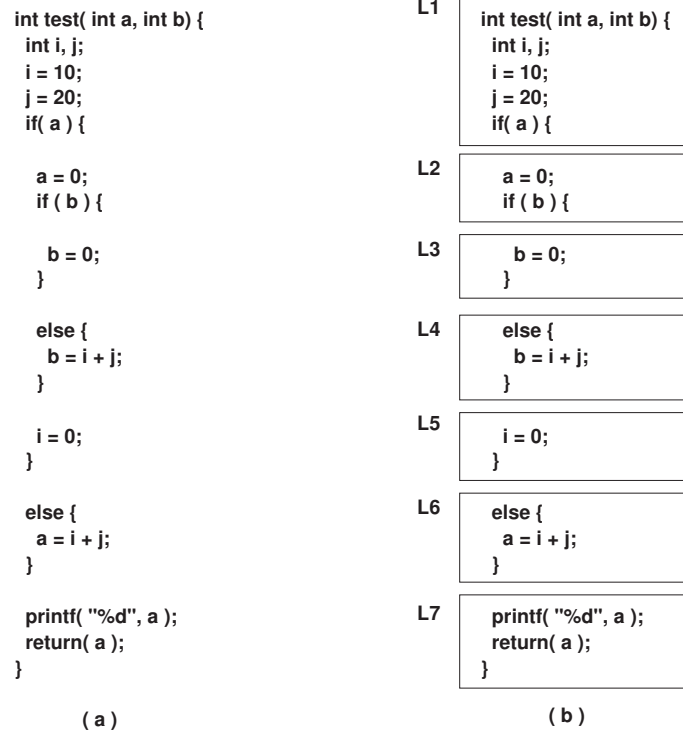 int test( int a, int b) {
int i, j;
i = 10;
j = 20;
if( a ) {
a = 0;
if ( b ) {
b = 0;
}
else {
b = i + j;
}
i = 0;
}
else {
a = i + j;
}
printf( "%d", a );
return( a );
}
( a )
L1
int test( int a, int b) {
int i, j;
i = 10;
j = 20;
if( a ) {
L2
a = 0;
if ( b ) {
L3
b = 0;
}
L4
else {
b = i + j;
}
L5
i = 0;
}
L6
else {
a = i + j;
}
L7
printf( "%d", a );
return( a );
}
( b )